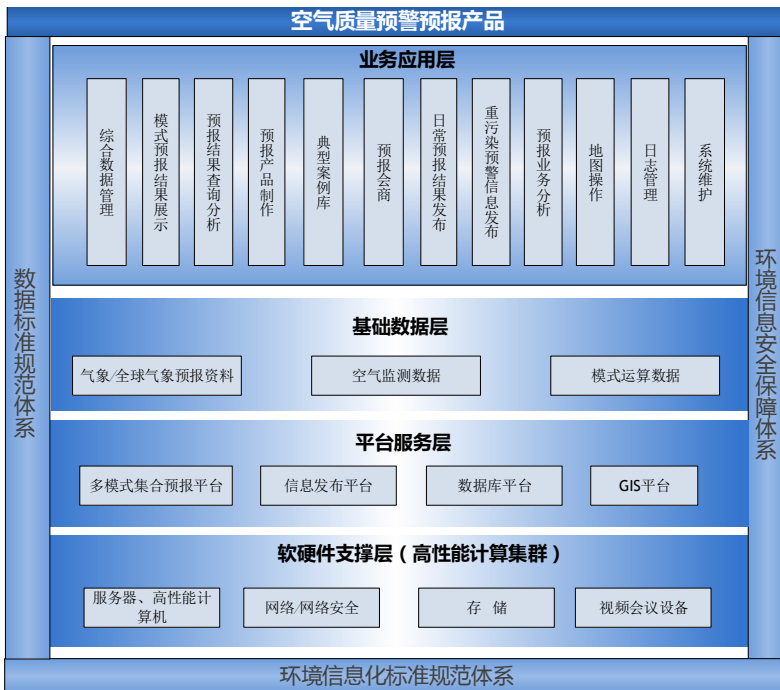 空气质量预警预报产品
业务应用层
综合数据管理
模式预报结果展示
预报结果查询分析
预报产品制作
典型案例库
预报会商
日常预报结果发布
重污染预警信息发布
预报业务分析
地图操作
日志管理
系统维护
数据标准规范体系
环境信息安全保障体系
基础数据层
气象/全球气象预报资料
空气监测数据
模式运算数据
平台服务层
多模式集合预报平台
信息发布平台
数据库平台
GIS平台
软硬件支撑层（高性能计算集群）
服务器、高性能计
算机
网络/网络安全
存 储
视频会议设备
环境信息化标准规范体系